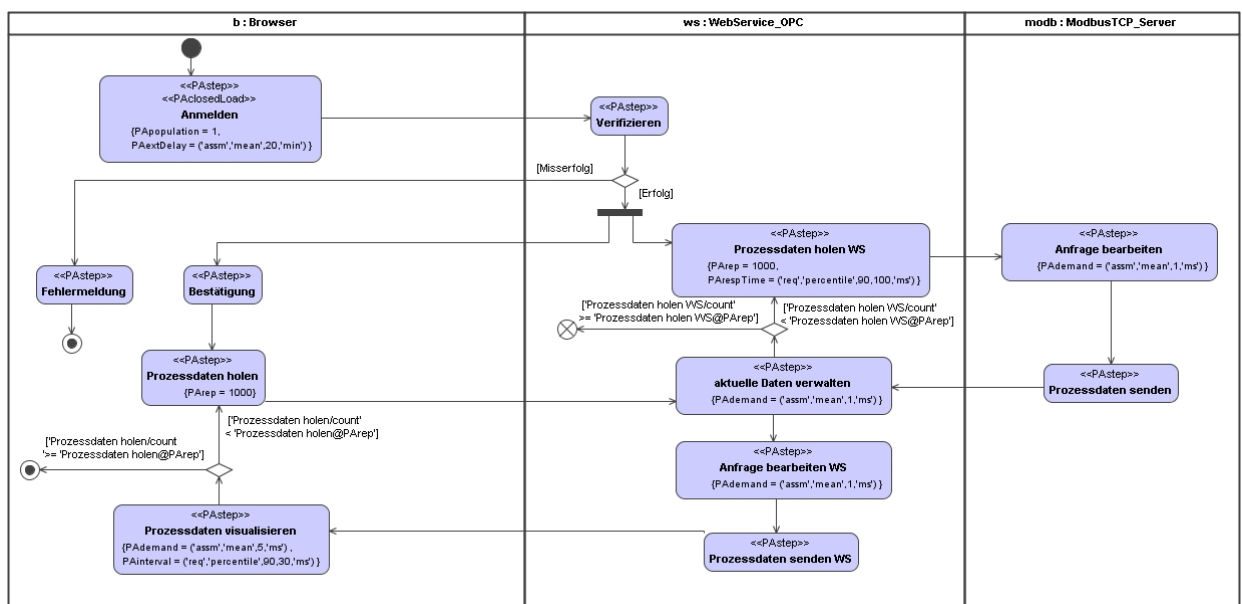 b : Browser
ws : WebService_OPC
modb : ModbusTCP_Server
<<PAstep>>
<<PAclosedLoad>>
Anmelden
{PApopulation = 1,
PAextDelay = ('assm','mean',20,'min') }
<<PAstep>>
Verifizieren
[Misserfolg]
[Erfolg]
<<PAstep>>
Fehlermeldung
<<PAstep>>
Bestätigung
<<PAstep>>
Prozessdaten holen WS
{PArep = 1000,
PArespTime = ('req','percentile',90,100,'ms') }
<<PAstep>>
Anfrage bearbeiten
{PAdemand = ('assm','mean',1,'ms') }
['Prozessdaten holen WS/count'
>= 'Prozessdaten holen WS@PArep']
['Prozessdaten holen WS/count'
< 'Prozessdaten holen WS@PArep']
<<PAstep>>
Prozessdaten holen
{PArep = 1000}
<<PAstep>>
aktuelle Daten verwalten
{PAdemand = ('assm','mean',1,'ms') }
<<PAstep>>
Prozessdaten senden
['Prozessdaten holen/count'
< 'Prozessdaten holen@PArep']
['Prozessdaten holen/count
'>= 'Prozessdaten holen@PArep']
<<PAstep>>
Anfrage bearbeiten WS
{PAdemand = ('assm','mean',1,'ms') }
<<PAstep>>
Prozessdaten visualisieren
{PAdemand = ('assm','mean',5,'ms') ,
PAinterval = ('req','percentile',90,30,'ms') }
<<PAstep>>
Prozessdaten senden WS